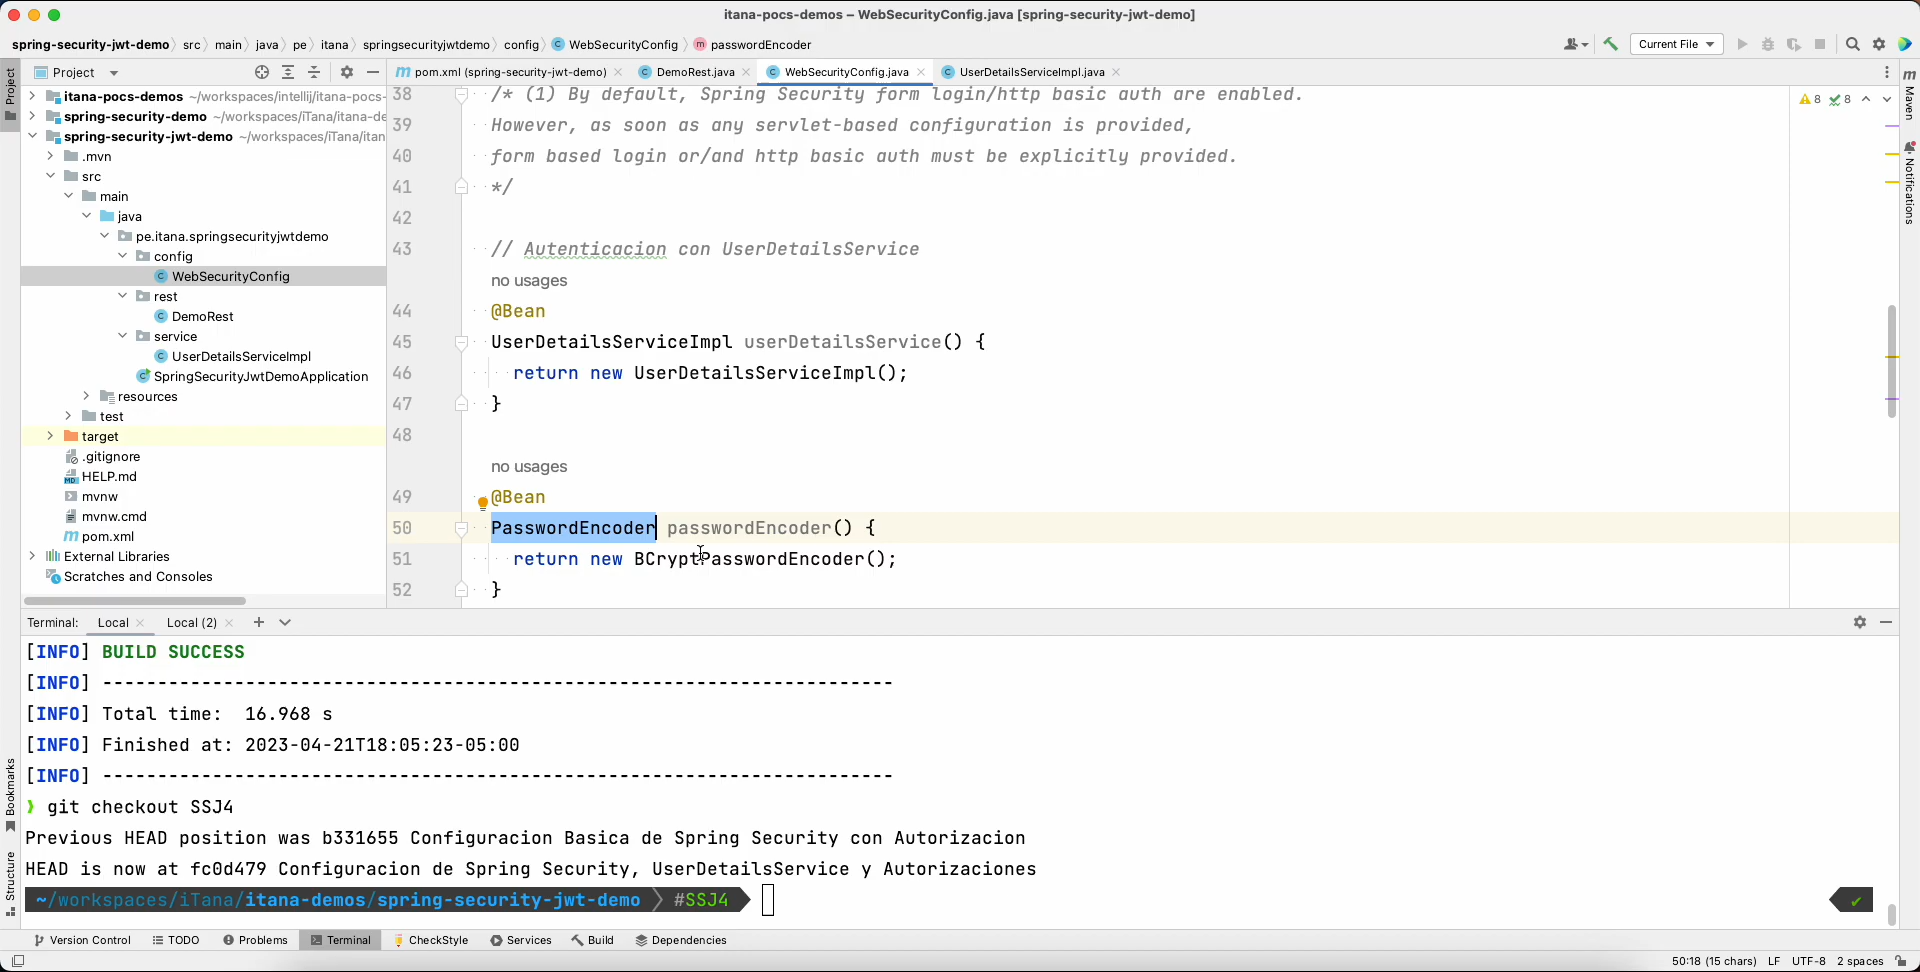 itana-pocs-demos – WebSecurityConfig.java [spring-security-jwt-demo]
spring-security-jwt-demo src main java pe itana springsecurityjwtdemo config WebSecurityConfig passwordEncoder
Current File
Project
pom.xml (spring-security-jwt-demo) DemoRest.java WebSecurityConfig.java UserDetailsServiceImpl.java
Project
itana-pocs-demos ~/workspaces/intellij/itana-pocs-
spring-security-demo ~/workspaces/iTana/itana-de
spring-security-jwt-demo ~/workspaces/iTana/itan
.mvn
src
main
java
pe.itana.springsecurityjwtdemo
config
WebSecurityConfig
rest
DemoRest
service
UserDetailsServiceImpl
SpringSecurityJwtDemoApplication
resources
test
target
.gitignore
HELP.md
mvnw
mvnw.cmd
pom.xml
External Libraries
Scratches and Consoles
38 /* (1) By default, Spring Security form login/http basic auth are enabled.
39 However, as soon as any servlet-based configuration is provided,
40 form based login or/and http basic auth must be explicitly provided.
41 */
42
43 // Autenticacion con UserDetailsService
no usages
44 @Bean
45 UserDetailsServiceImpl userDetailsService() {
46 return new UserDetailsServiceImpl();
47 }
48
no usages
49 @Bean
50 PasswordEncoder passwordEncoder() {
51 return new BCryptPasswordEncoder();
52 }
8 8
m
Maven
Notifications
Terminal: Local Local (2)
[INFO] BUILD SUCCESS
[INFO] ------------------------------------------------------------------------
[INFO] Total time:  16.968 s
[INFO] Finished at: 2023-04-21T18:05:23-05:00
[INFO] ------------------------------------------------------------------------
❯ git checkout SSJ4
Previous HEAD position was b331655 Configuracion Basica de Spring Security con Autorizacion
HEAD is now at fc0d479 Configuracion de Spring Security, UserDetailsService y Autorizaciones
~/workspaces/iTana/itana-demos/spring-security-jwt-demo #SSJ4
Bookmarks
Structure
Version Control TODO Problems Terminal CheckStyle Services Build Dependencies
50:18 (15 chars) LF UTF-8 2 spaces